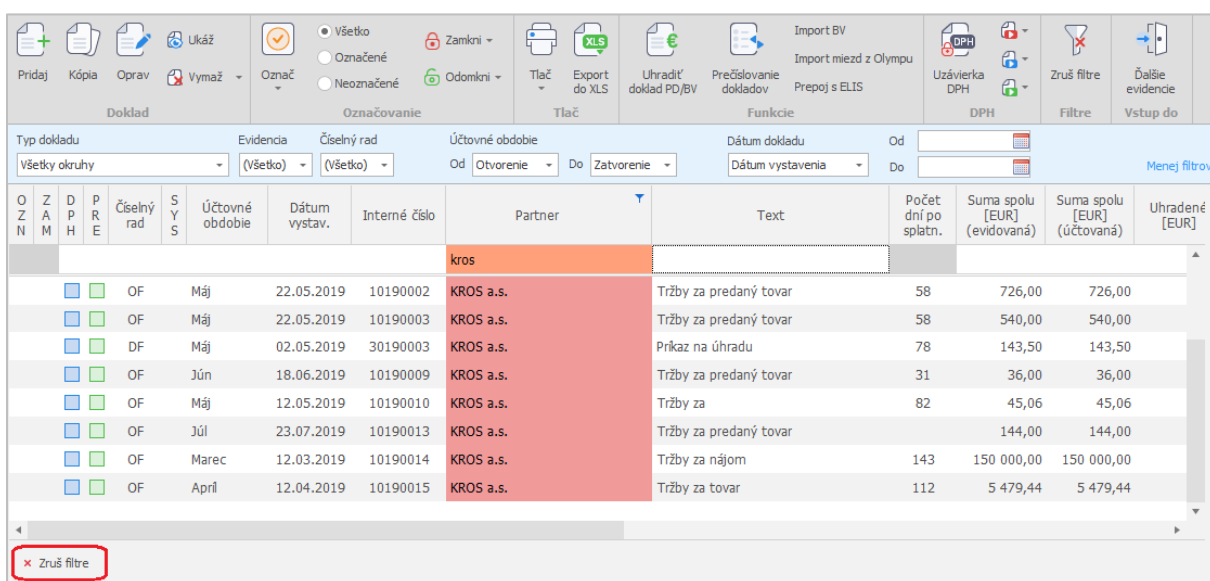 Pridaj Kópia Oprav Ukáž Vymaž
Doklad
Označ Všetko Označené Neoznačené Zamkni Odomkni
Označovanie
Tlač Export do XLS
XLS
Tlač
Uhradiť doklad PD/BV Prečíslovanie dokladov Import BV Import miezd z Olympu Prepoj s ELIS
Funkcie
DPH
Uzávierka DPH
DPH
Zruš filtre
Filtre
Ďalšie evidencie
Vstup do
Typ dokladu Evidencia Číselný rad Účtovné obdobie Dátum dokladu Od
Všetky okruhy (Všetko) (Všetko) Od Otvorenie Do Zatvorenie Dátum vystavenia Do Menej filtrov
OZN ZAM DPH PRE Číselný rad SYS Účtovné obdobie Dátum vystav. Interné číslo Partner Text Počet dní po splatn. Suma spolu [EUR] (evidovaná) Suma spolu [EUR] (účtovaná) Uhradené [EUR]
kros
OF Máj 22.05.2019 10190002 KROS a.s. Tržby za predaný tovar 58 726,00 726,00
OF Máj 22.05.2019 10190003 KROS a.s. Tržby za predaný tovar 58 540,00 540,00
DF Máj 02.05.2019 30190003 KROS a.s. Príkaz na úhradu 78 143,50 143,50
OF Jún 18.06.2019 10190009 KROS a.s. Tržby za predaný tovar 31 36,00 36,00
OF Máj 12.05.2019 10190010 KROS a.s. Tržby za 82 45,06 45,06
OF Júl 23.07.2019 10190013 KROS a.s. Tržby za predaný tovar 144,00 144,00
OF Marec 12.03.2019 10190014 KROS a.s. Tržby za nájom 143 150 000,00 150 000,00
OF Apríl 12.04.2019 10190015 KROS a.s. Tržby za tovar 112 5 479,44 5 479,44
Zruš filtre